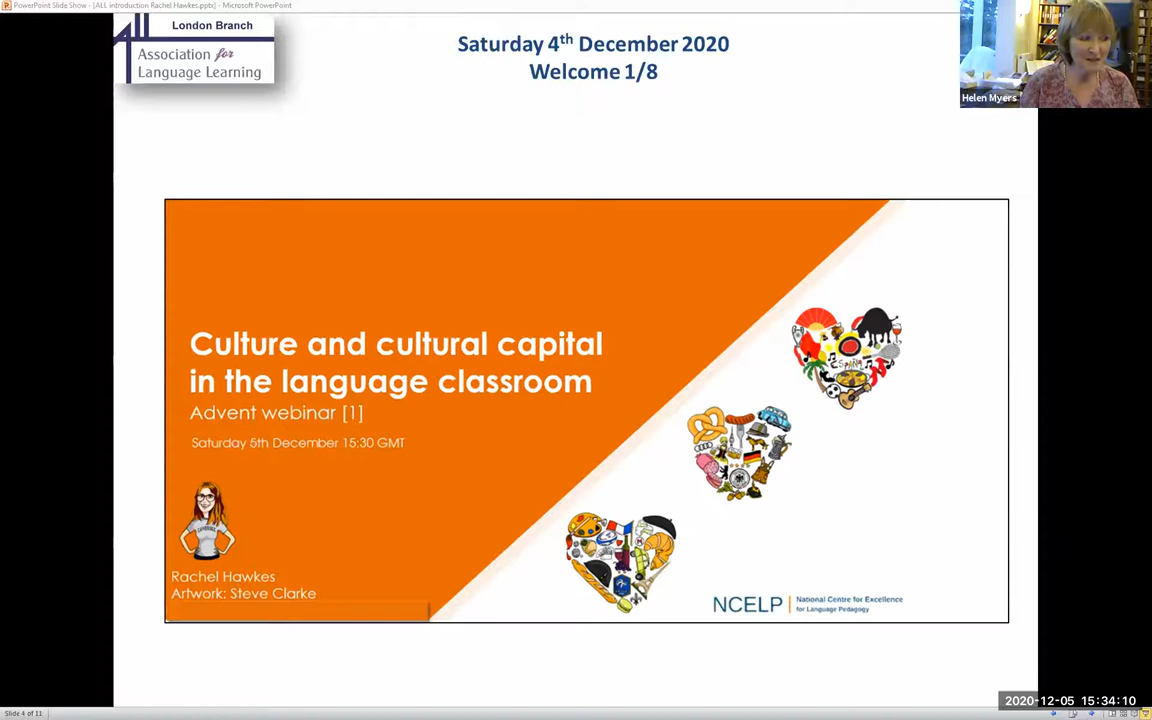 PowerPoint Slide Show - [ALL introduction Rachel Hawkes.pptx] - Microsoft PowerPoint
London Branch
ALL
Association for
Language Learning
Saturday 4th December 2020
Welcome 1/8
Helen Myers
Culture and cultural capital
in the language classroom
Advent webinar [1]
Saturday 5th December 15:30 GMT
CAMBRIDGE
ESPAÑA
Rachel Hawkes
Artwork: Steve Clarke
NCELP
National Centre for Excellence
for Language Pedagogy
2020-12-05 15:34:10
Slide 4 of 11